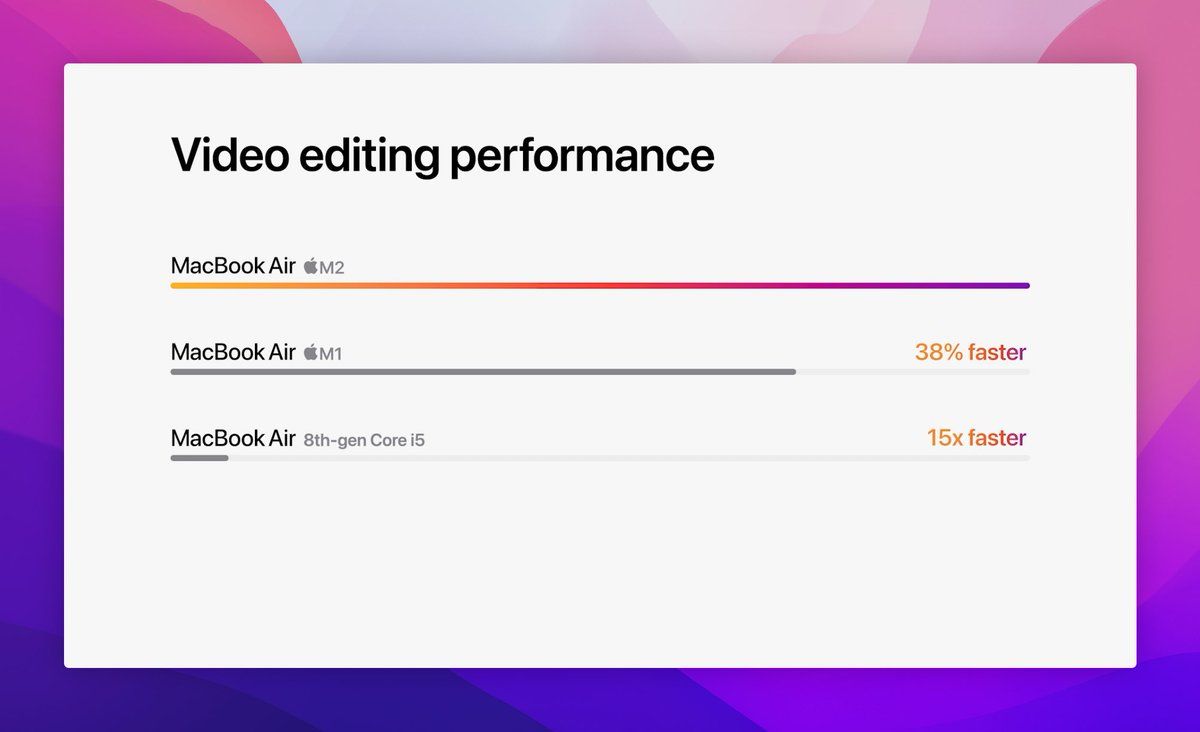 Video editing performance
MacBook Air M2
MacBook Air M1 38% faster
MacBook Air 8th-gen Core i5 15x faster